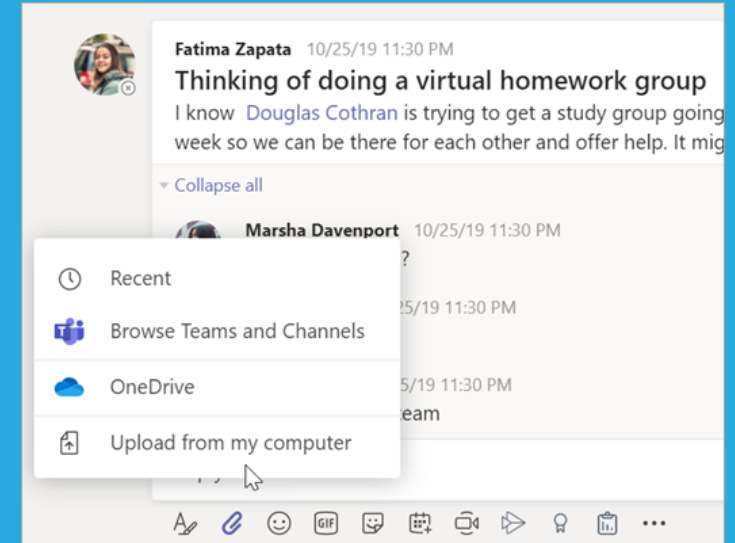 Fatima Zapata 10/25/19 11:30 PM
Thinking of doing a virtual homework group
I know Douglas Cothran is trying to get a study group going
week so we can be there for each other and offer help. It mig
Collapse all
Marsha Davenport 10/25/19 11:30 PM
?
25/19 11:30 PM
5/19 11:30 PM
team
Recent
Browse Teams and Channels
OneDrive
Upload from my computer
GIF